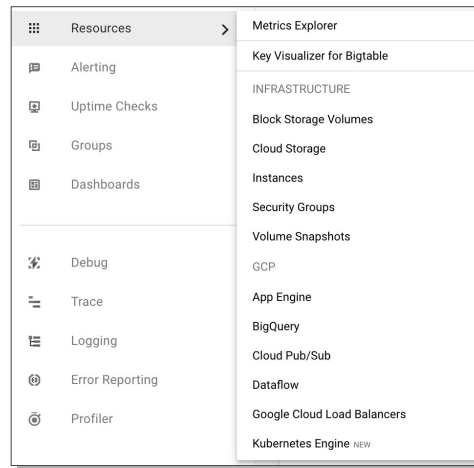 Resources
Alerting
Uptime Checks
Groups
Dashboards
Debug
Trace
Logging
Error Reporting
Profiler
Metrics Explorer
Key Visualizer for Bigtable
INFRASTRUCTURE
Block Storage Volumes
Cloud Storage
Instances
Security Groups
Volume Snapshots
GCP
App Engine
BigQuery
Cloud Pub/Sub
Dataflow
Google Cloud Load Balancers
Kubernetes Engine NEW